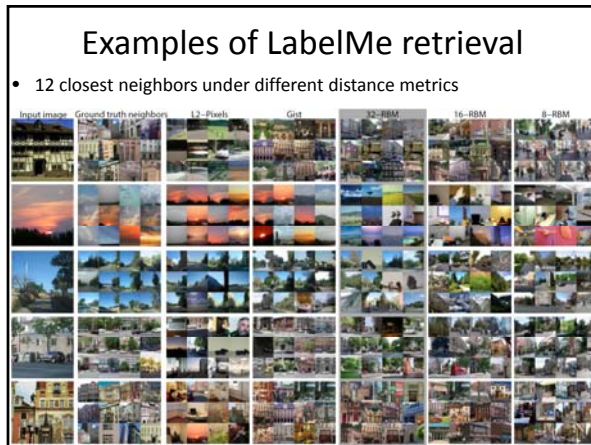 Examples of LabelMe retrieval
• 12 closest neighbors under different distance metrics
Input image Ground truth neighbors L2-Pixels Gist 32-RBM 16-RBM 8-RBM